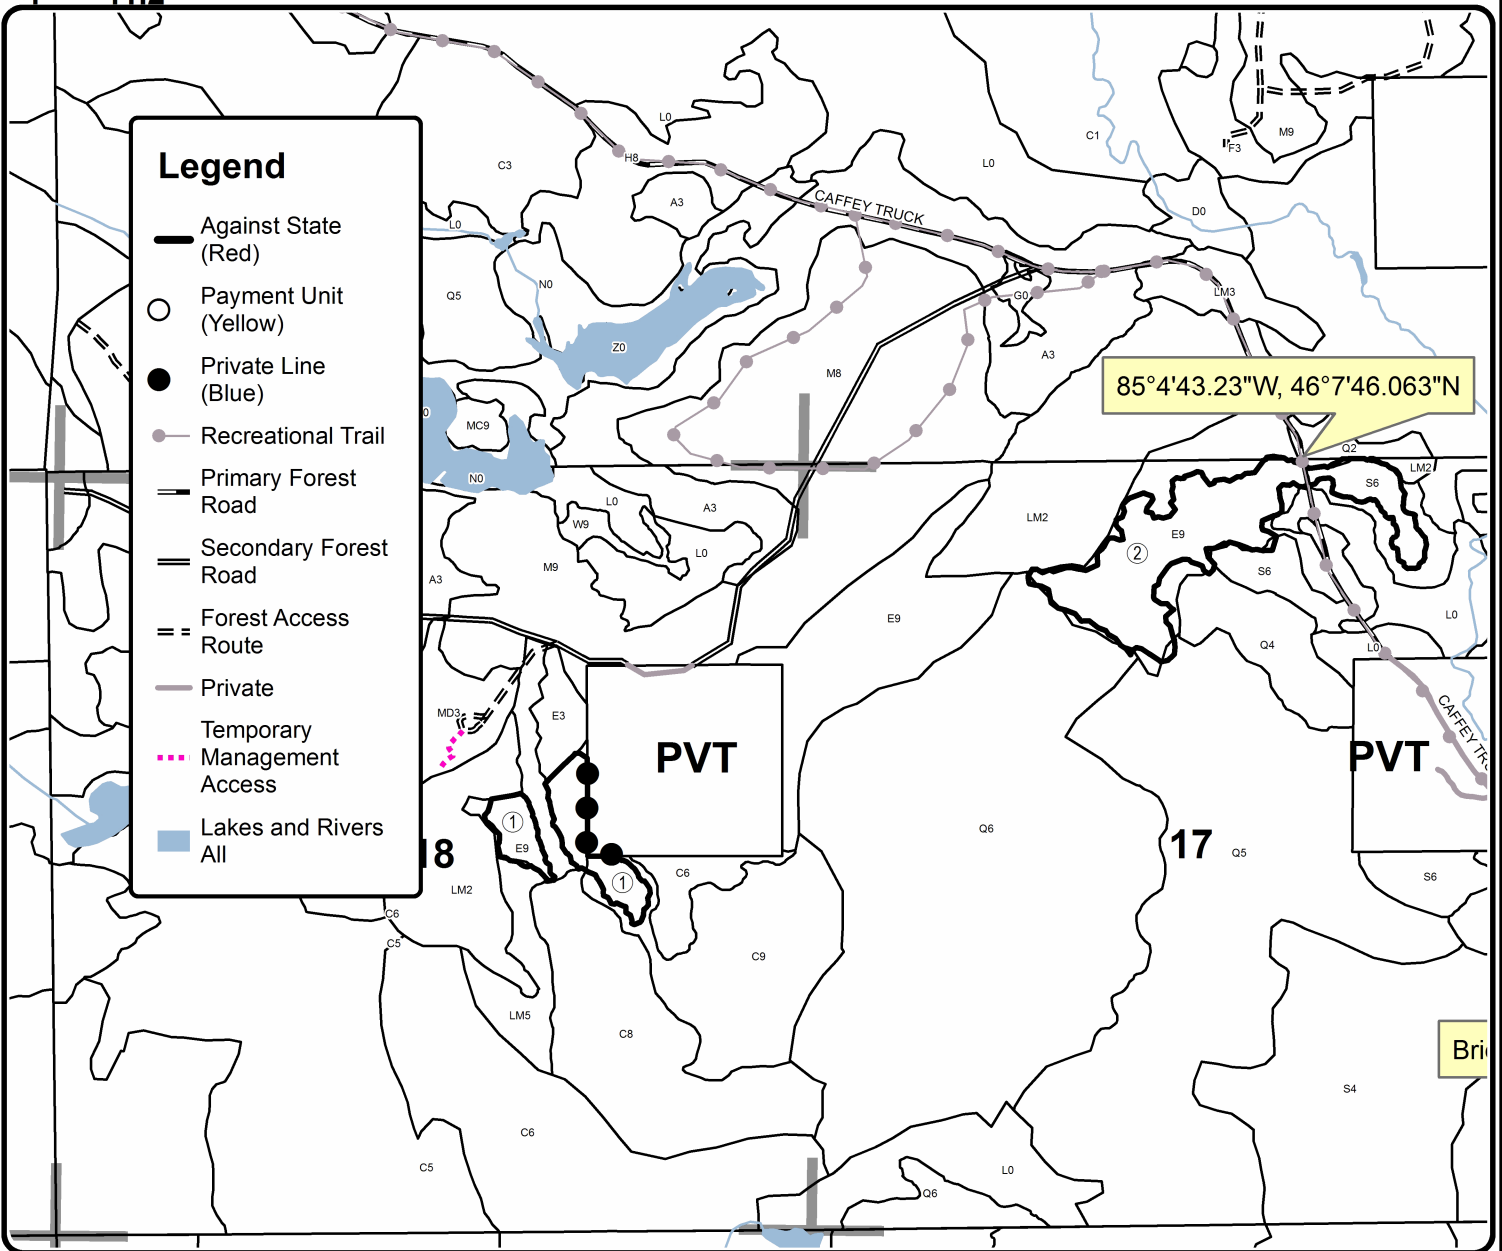 L0
C3
H8
L0
C1
M9
F3
A3
CAFFEY TRUCK
D0
L0
Legend
Against State
(Red)
Payment Unit
(Yellow)
Private Line
(Blue)
Recreational Trail
Primary Forest
Road
Secondary Forest
Road
Forest Access
Route
Private
Temporary
Management
Access
Lakes and Rivers
All
Q5
N0
G0
LM3
Z0
A3
M8
85°4'43.23"W, 46°7'46.063"N
MC9
Q2
LM2
N0
S6
L0
A3
W9
LM2
E9
L0
2
M9
S6
A3
E9
L0
Q4
L0
MD3
E3
PVT
CAFFEY
PVT
1
E9
Q6
17
Q5
18
1
C6
S6
LM2
C6
C5
C9
LM5
C8
S4
C6
C5
L0
Q6